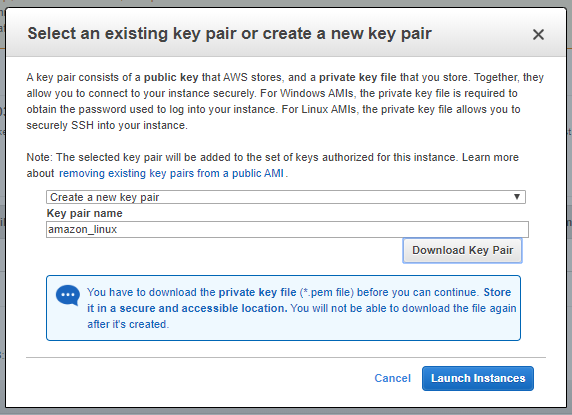 Select an existing key pair or create a new key pair
A key pair consists of a public key that AWS stores, and a private key file that you store. Together, they
allow you to connect to your instance securely. For Windows AMIs, the private key file is required to
obtain the password used to log into your instance. For Linux AMIs, the private key file allows you to
securely SSH into your instance.
Note: The selected key pair will be added to the set of keys authorized for this instance. Learn more
about removing existing key pairs from a public AMI .
Create a new key pair
Key pair name
amazon_linux
Download Key Pair
You have to download the private key file (*.pem file) before you can continue. Store
it in a secure and accessible location. You will not be able to download the file again
after it's created.
Cancel
Launch Instances